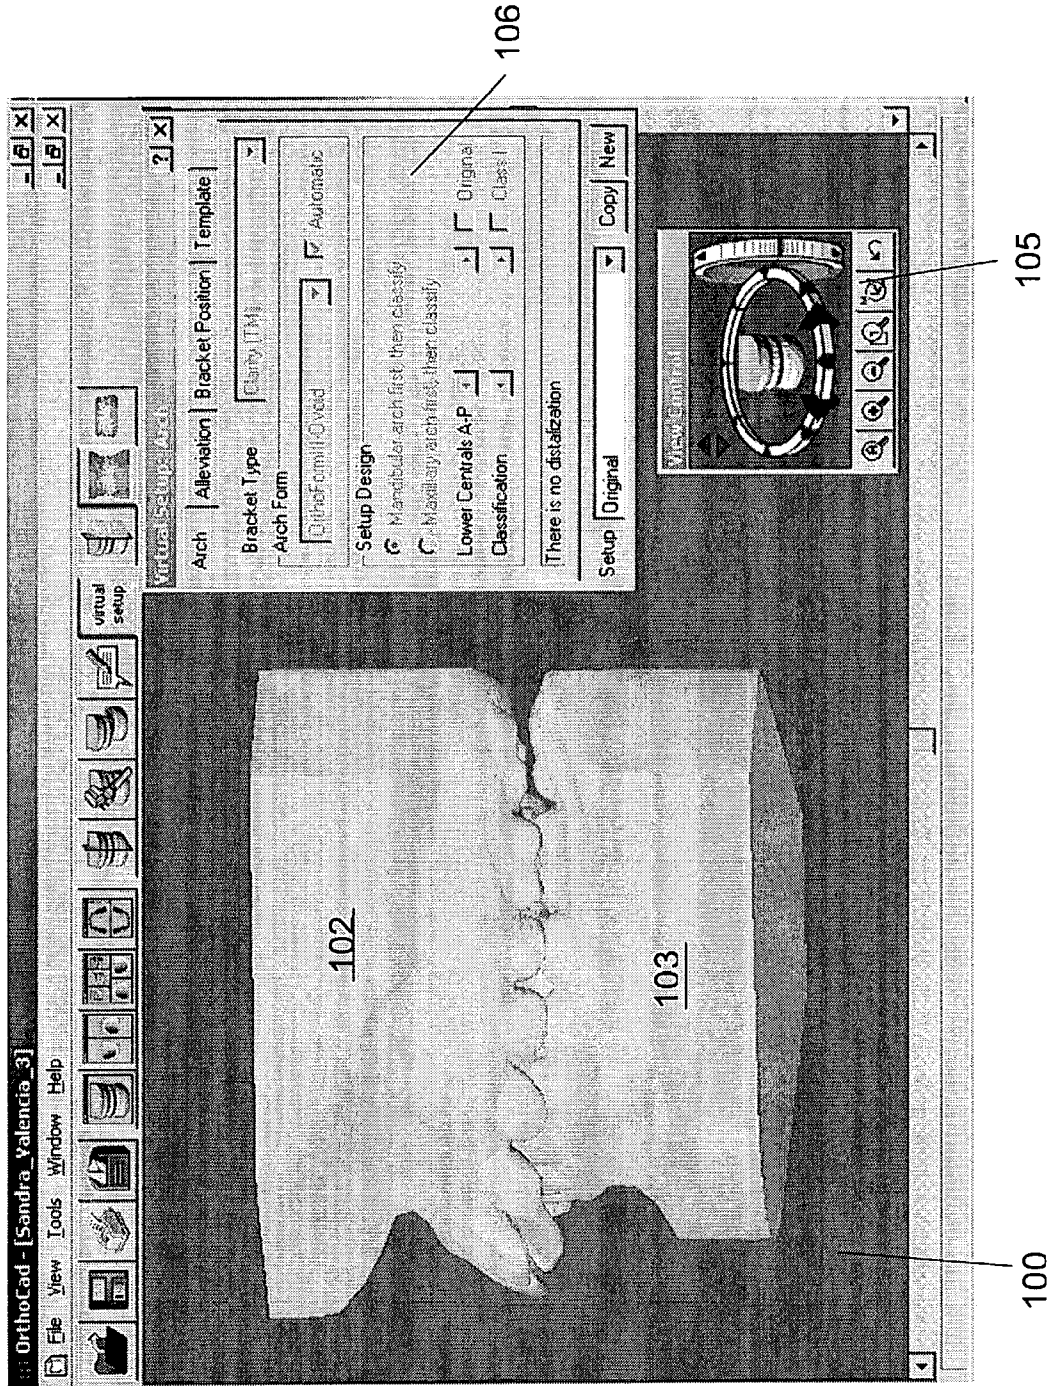 OrthoCad - [Sandra_Valencia_3]
File View Tools Window Help
virtual
setup
Virtual Setup: Arch
Arch Alleviation Bracket Position Template
Bracket Type Clarity (TM)
Arch Form
OrthoForm III-Ovoid Automatic
Setup Design
Mandibular arch first, then classify
Maxillary arch first, then classify
Lower Centrals A-P Original
Classification Class I
There is no distalization
Setup Original Copy New
View Control
102
103
100
105
106